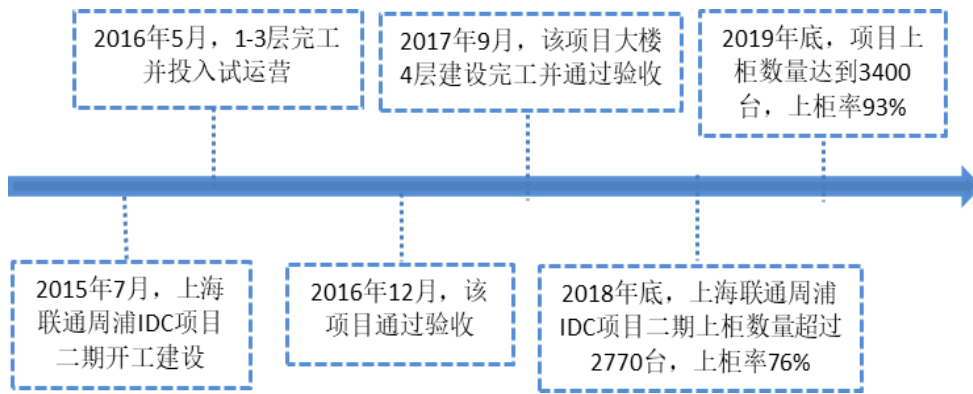 2016年5月，1-3层完工
并投入试运营
2017年9月，该项目大楼
4层建设完工并通过验收
2019年底，项目上
柜数量达到3400
台，上柜率93%
2015年7月，上海
联通周浦IDC项目
二期开工建设
2016年12月，该
项目通过验收
2018年底，上海联通周浦
IDC项目二期上柜数量超过
2770台，上柜率76%